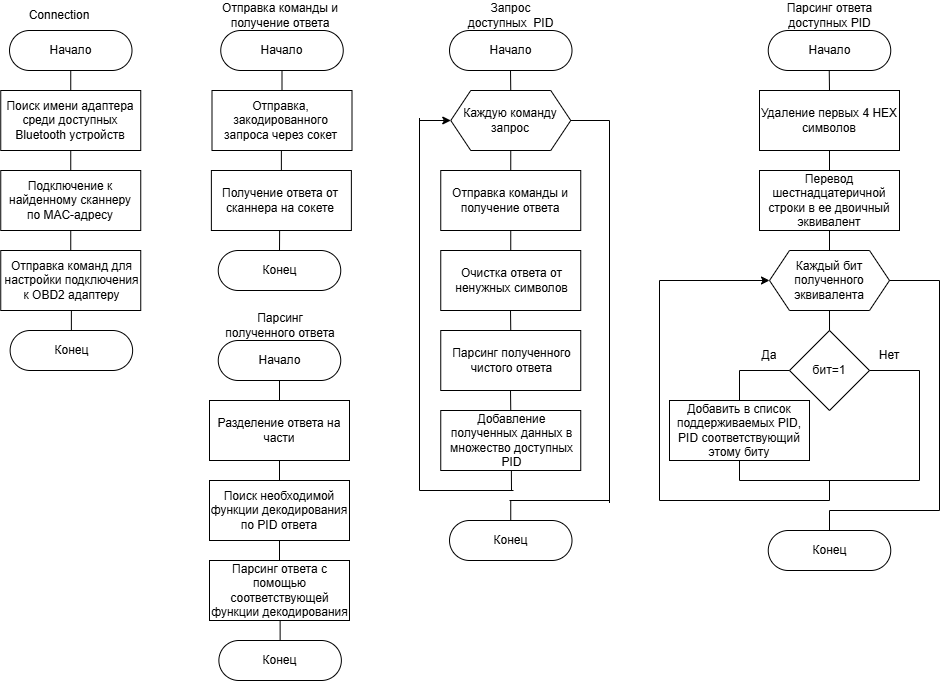 Connection
Начало
Поиск имени адаптера
среди доступных
Bluetooth устройств
Подключение к
найденному сканнеру
по MAC-адресу
Отправка команд для
настройки подключения
к OBD2 адаптеру
Конец
Отправка команды и
получение ответа
Начало
Отправка,
закодированного
запроса через сокет
Получение ответа от
сканнера на сокете
Конец
Парсинг
полученного ответа
Начало
Разделение ответа на
части
Поиск необходимой
функции декодирования
по PID ответа
Парсинг ответа с
помощью
соответствующей
функции декодирования
Конец
Запрос
доступных PID
Начало
Каждую команду
запрос
Отправка команды и
получение ответа
Очистка ответа от
ненужных символов
Парсинг полученного
чистого ответа
Добавление
полученных данных в
множество доступных
PID
Конец
Парсинг ответа
доступных PID
Начало
Удаление первых 4 HEX
символов
Перевод
шестнадцатеричной
строки в ее двоичный
эквивалент
Каждый бит
полученного
эквивалента
Да
Нет
бит=1
Добавить в список
поддерживаемых PID,
PID соответствующий
этому биту
Конец